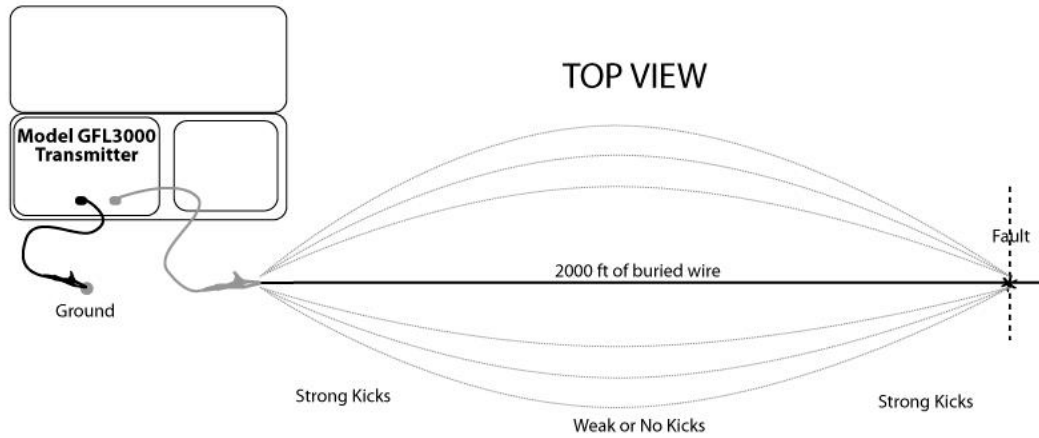 TOP VIEW
Model GFL3000
Transmitter
Fault
2000 ft of buried wire
Ground
Strong Kicks
Weak or No Kicks
Strong Kicks